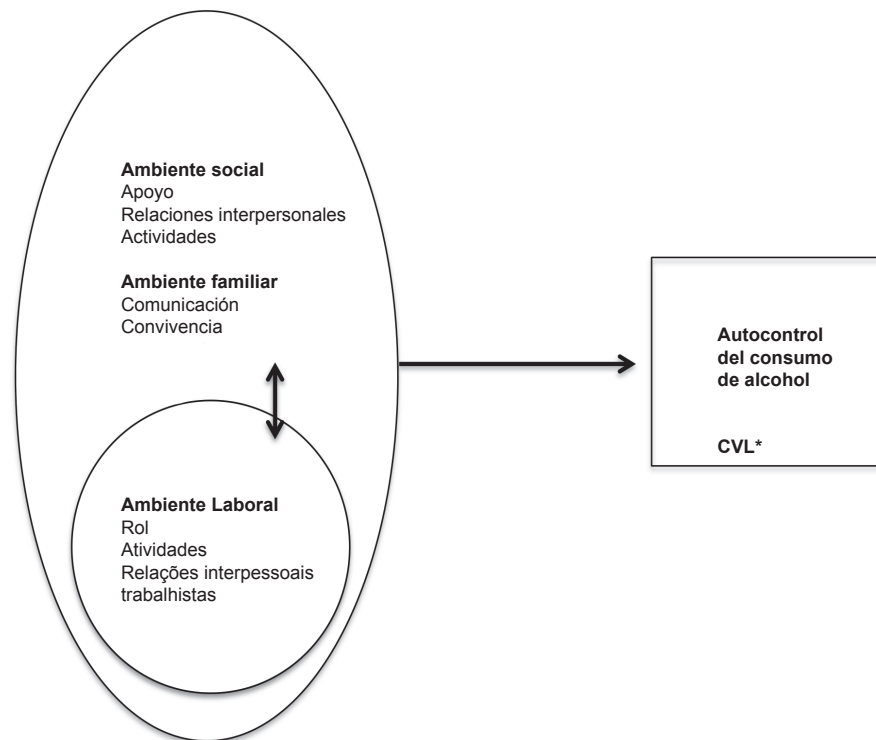 Ambiente social
Apoyo
Relaciones interpersonales
Actividades
Ambiente familiar
Comunicación
Convivencia
Ambiente Laboral
Rol
Atividades
Relações interpessoais
trabalhistas
Autocontrol
del consumo
de alcohol
CVL*